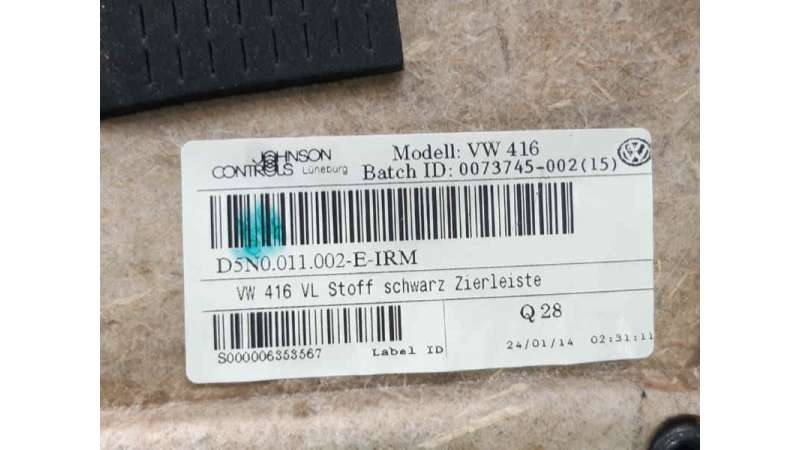 JOHNSON
CONTROLS Lüneburg
Modell: VW 416
Batch ID: 0073745-002(15)
D5N0.011.002-E-IRM
VW 416 VL Stoff schwarz Zierleiste
S000006353567 Label ID
Q 28
24/01/14 02:31:11